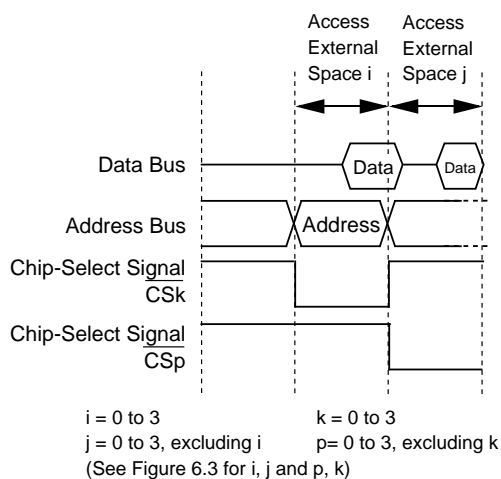 Access
External
Space i
Access
External
Space j
Data Bus
Data
Data
Address Bus
Address
Chip-Select Signal
CSk
Chip-Select Signal
CSp
i = 0 to 3
k = 0 to 3
j = 0 to 3, excluding i
p= 0 to 3, excluding k
(See Figure 6.3 for i, j and p, k)